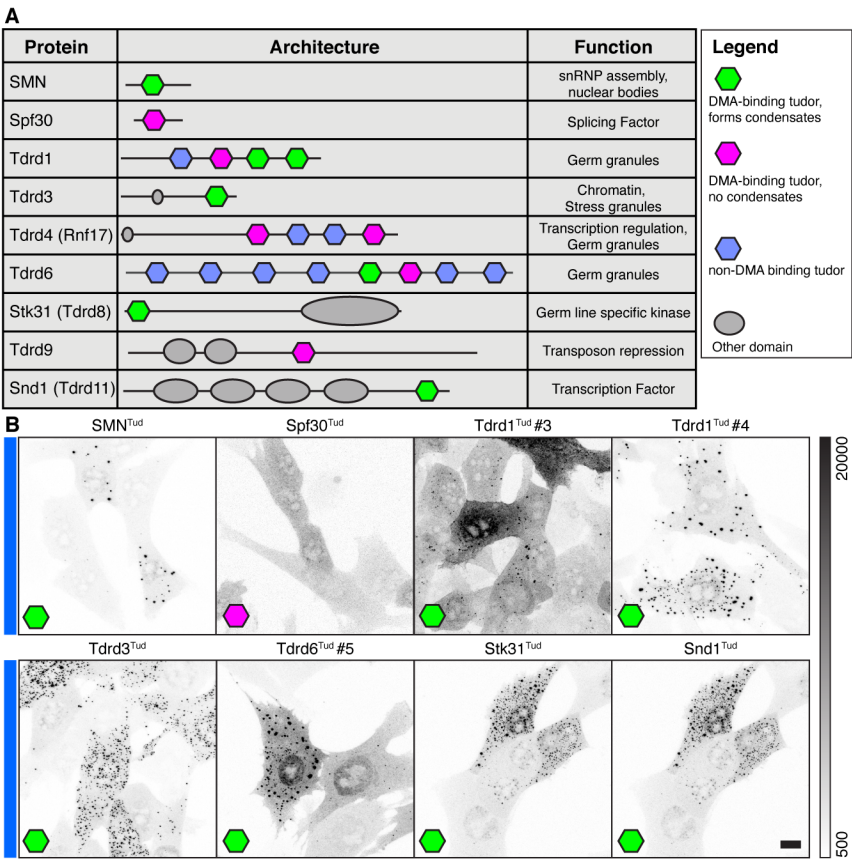 A
Protein Architecture Function
SMN snRNP assembly,
nuclear bodies
Spf30 Splicing Factor
Tdrd1 Germ granules
Tdrd3 Chromatin,
Stress granules
Tdrd4 (Rnf17) Transcription regulation,
Germ granules
Tdrd6 Germ granules
Stk31 (Tdrd8) Germ line specific kinase
Tdrd9 Transposon repression
Snd1 (Tdrd11) Transcription Factor
Legend
DMA-binding tudor,
forms condensates
DMA-binding tudor,
no condensates
non-DMA binding tudor
Other domain
B
SMNTud Spf30Tud Tdrd1Tud #3 Tdrd1Tud #4
Tdrd3Tud Tdrd6Tud #5 Stk31Tud Snd1Tud
20000
500